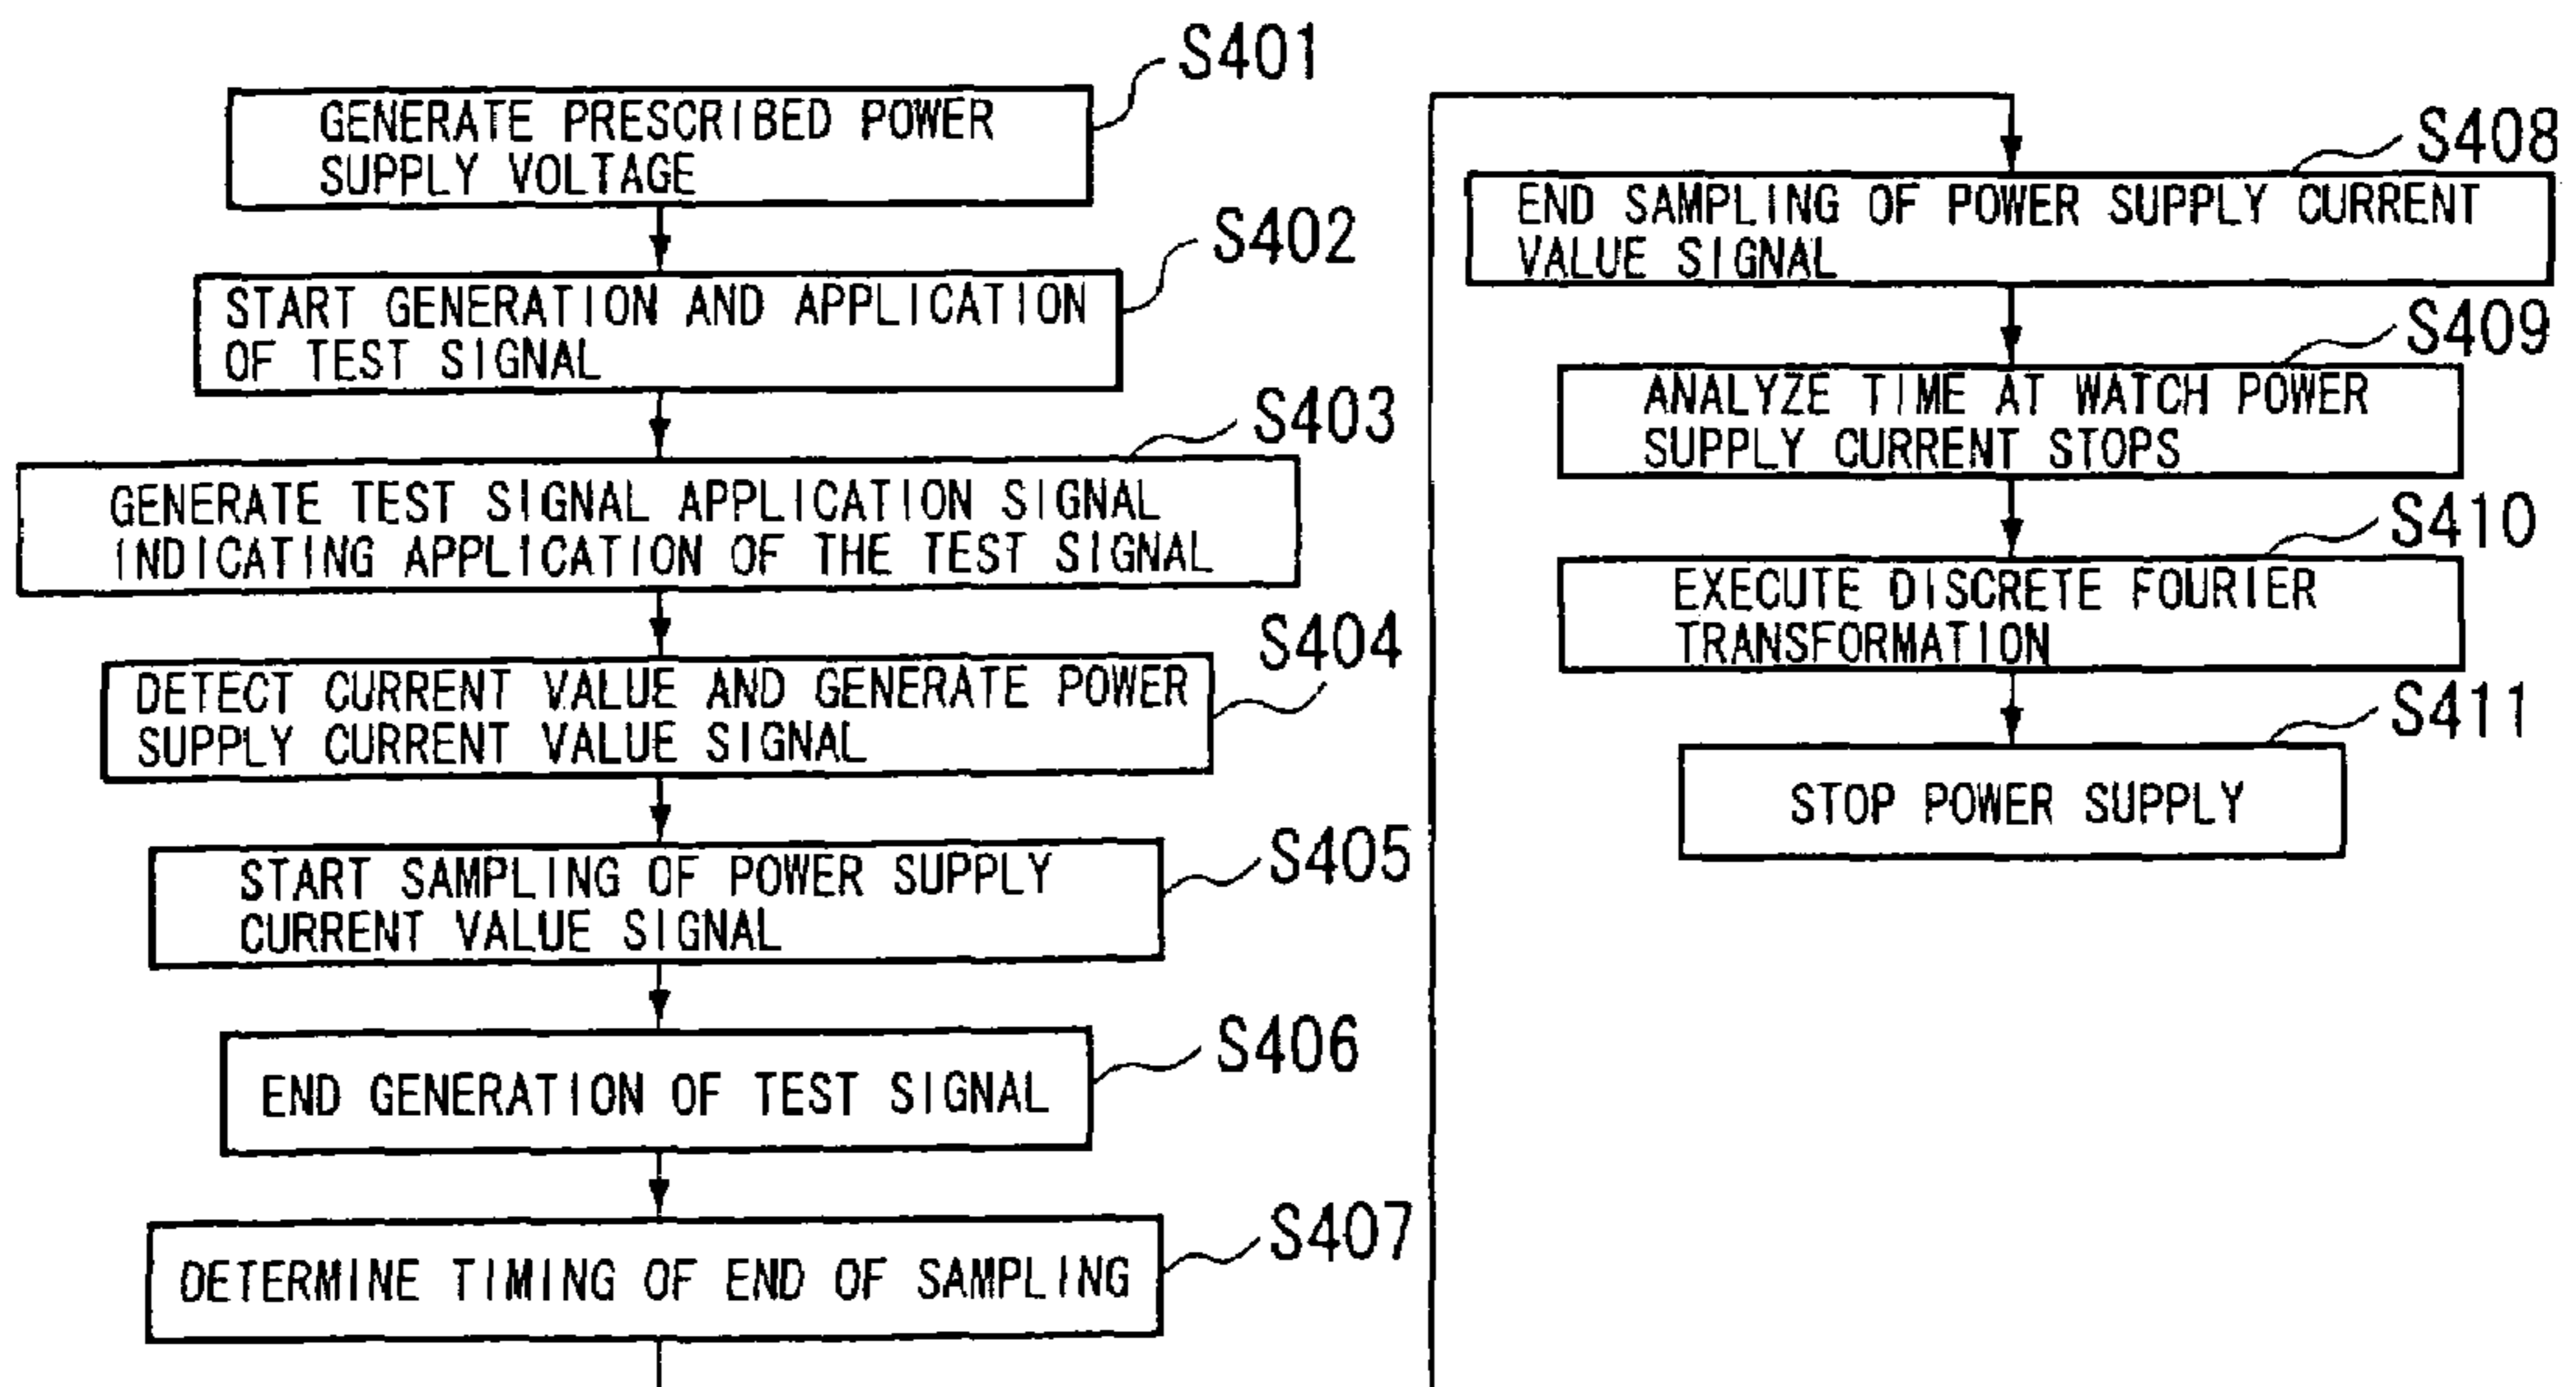 S401
GENERATE PRESCRIBED POWER
SUPPLY VOLTAGE
S402
START GENERATION AND APPLICATION
OF TEST SIGNAL
S403
GENERATE TEST SIGNAL APPLICATION SIGNAL
INDICATING APPLICATION OF THE TEST SIGNAL
S404
DETECT CURRENT VALUE AND GENERATE POWER
SUPPLY CURRENT VALUE SIGNAL
S405
START SAMPLING OF POWER SUPPLY
CURRENT VALUE SIGNAL
S406
END GENERATION OF TEST SIGNAL
S407
DETERMINE TIMING OF END OF SAMPLING
S408
END SAMPLING OF POWER SUPPLY CURRENT
VALUE SIGNAL
S409
ANALYZE TIME AT WATCH POWER
SUPPLY CURRENT STOPS
S410
EXECUTE DISCRETE FOURIER
TRANSFORMATION
S411
STOP POWER SUPPLY